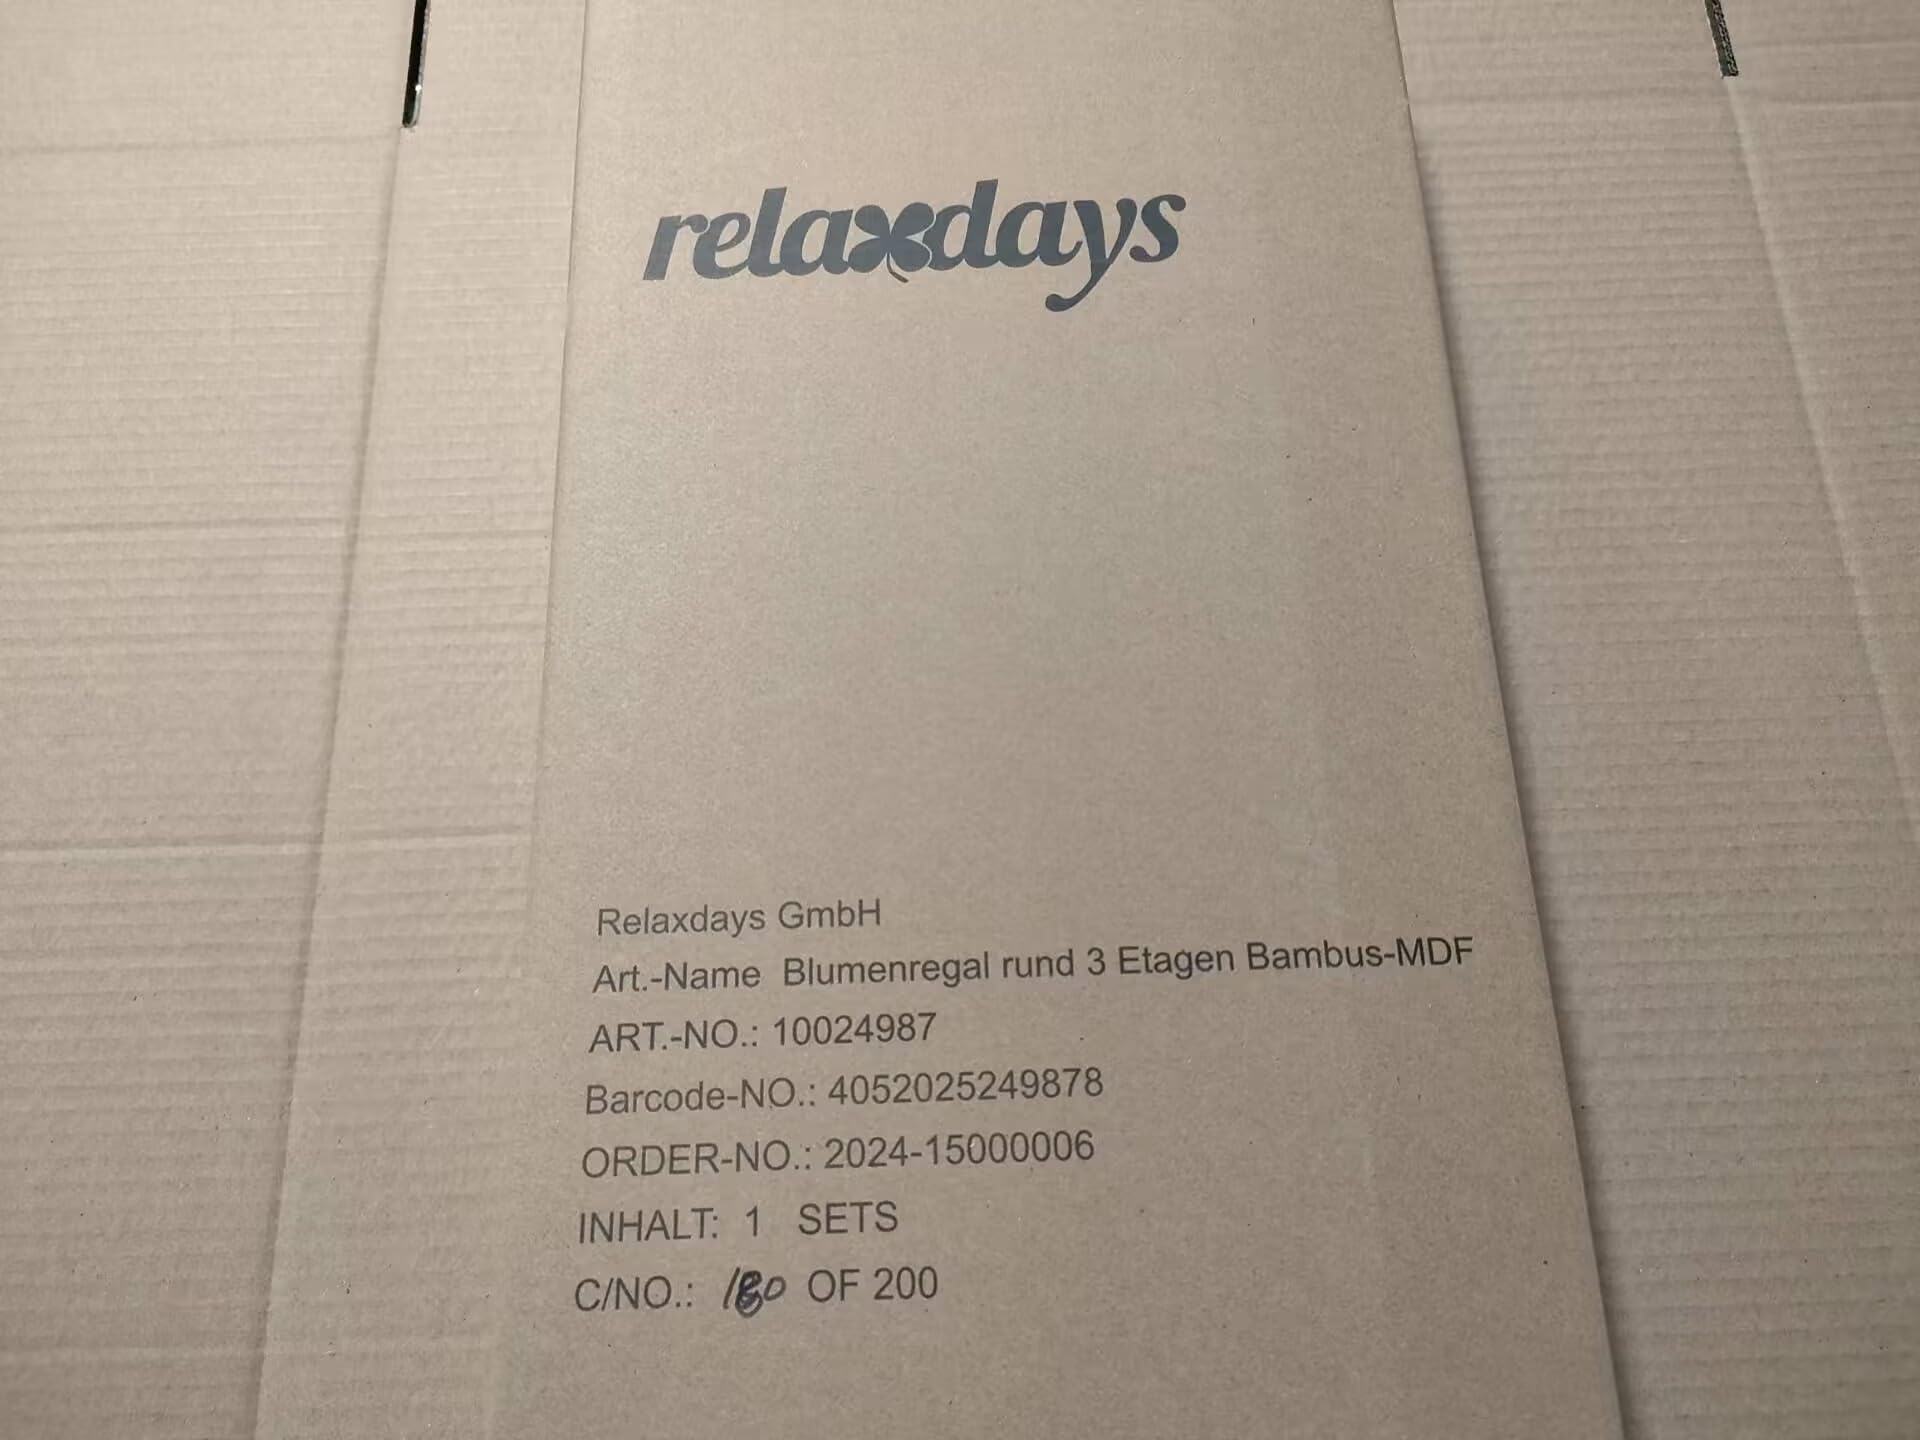 relaxdays
Relaxdays GmbH
Art.-Name Blumenregal rund 3 Etagen Bambus-MDF
ART.-NO.: 10024987
Barcode-NO.: 4052025249878
ORDER-NO.: 2024-15000006
INHALT: 1 SETS
C/NO.: 180 OF 200